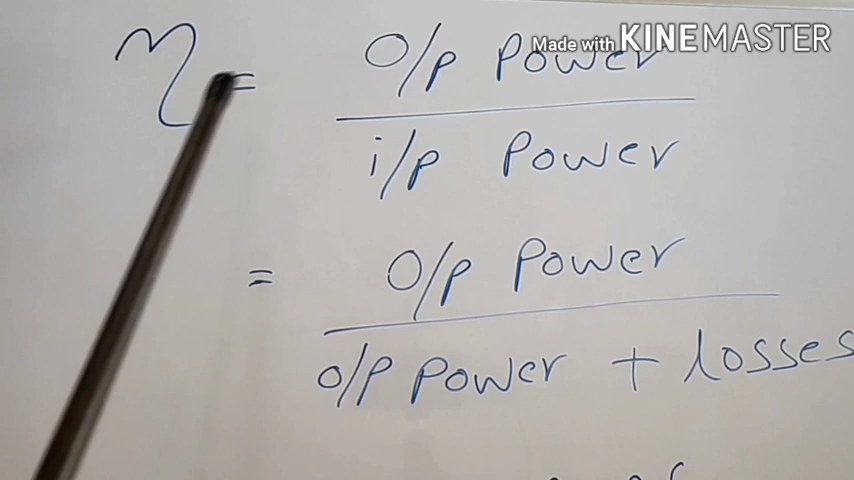 η = O/P Power
Made with KINEMASTER
i/P Power
= O/P Power
O/P Power + losses